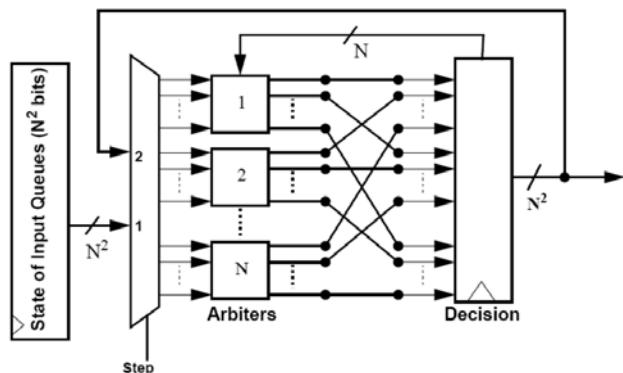 State of Input Queues (N² bits)
N²
2
1
Step
1
2
N
Arbiters
N
Decision
N²